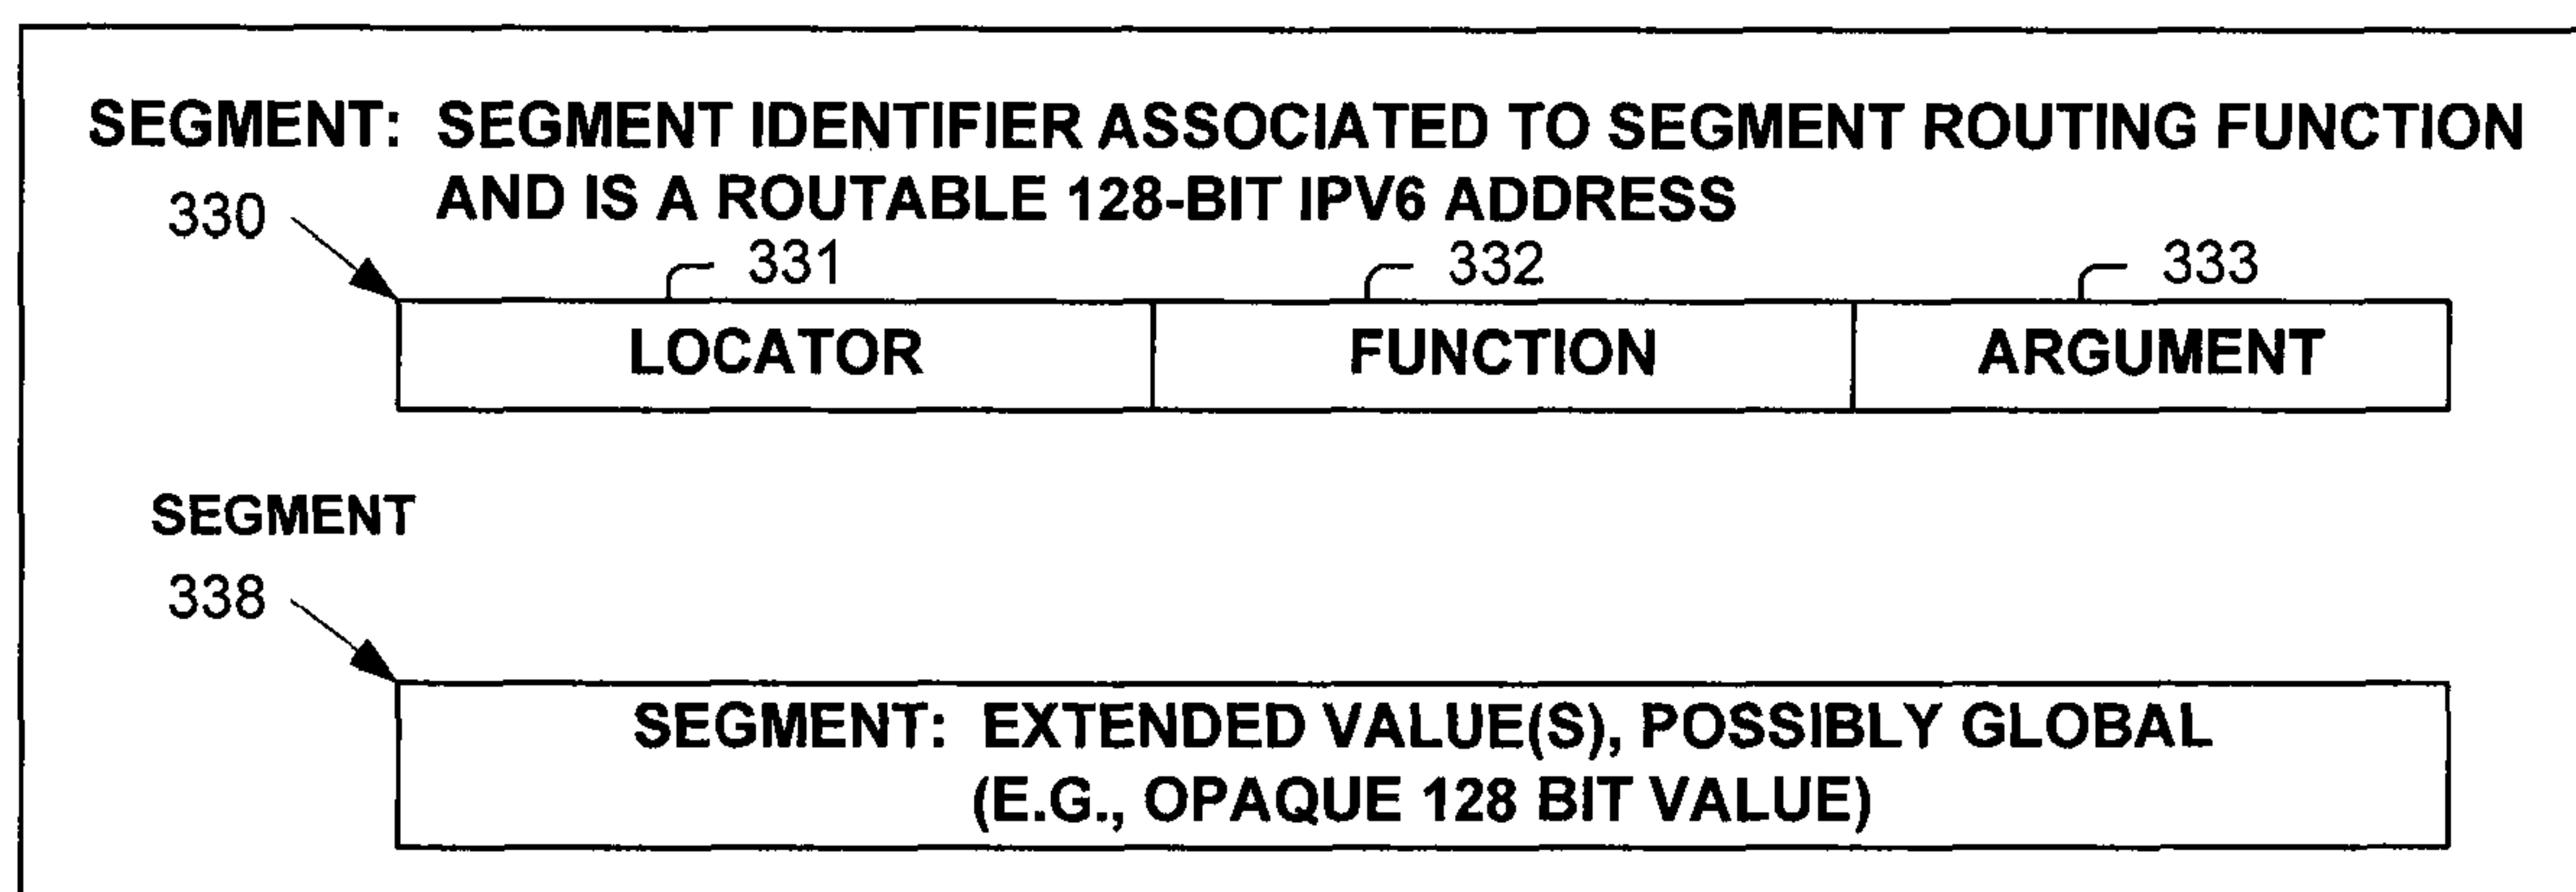 SEGMENT: SEGMENT IDENTIFIER ASSOCIATED TO SEGMENT ROUTING FUNCTION
AND IS A ROUTABLE 128-BIT IPV6 ADDRESS
330
331 332 333
LOCATOR FUNCTION ARGUMENT
SEGMENT
338
SEGMENT: EXTENDED VALUE(S), POSSIBLY GLOBAL
(E.G., OPAQUE 128 BIT VALUE)